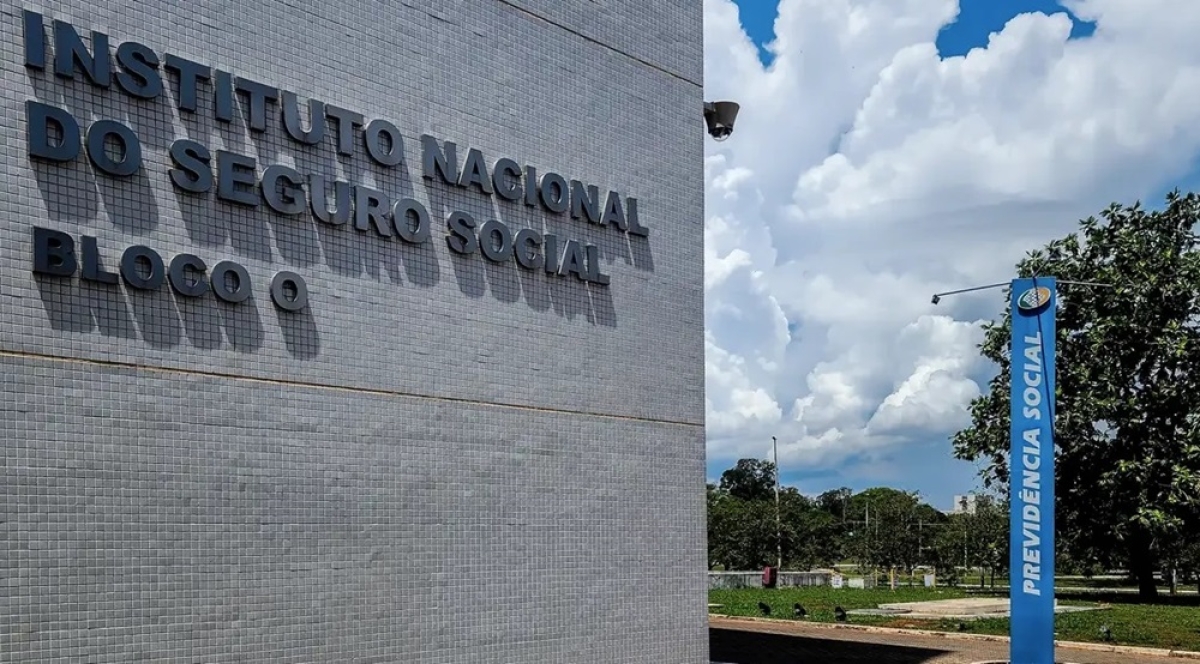 INSTITUTO NACIONAL
DO SEGURO SOCIAL
BLOCO O
PREVIDÊNCIA SOCIAL